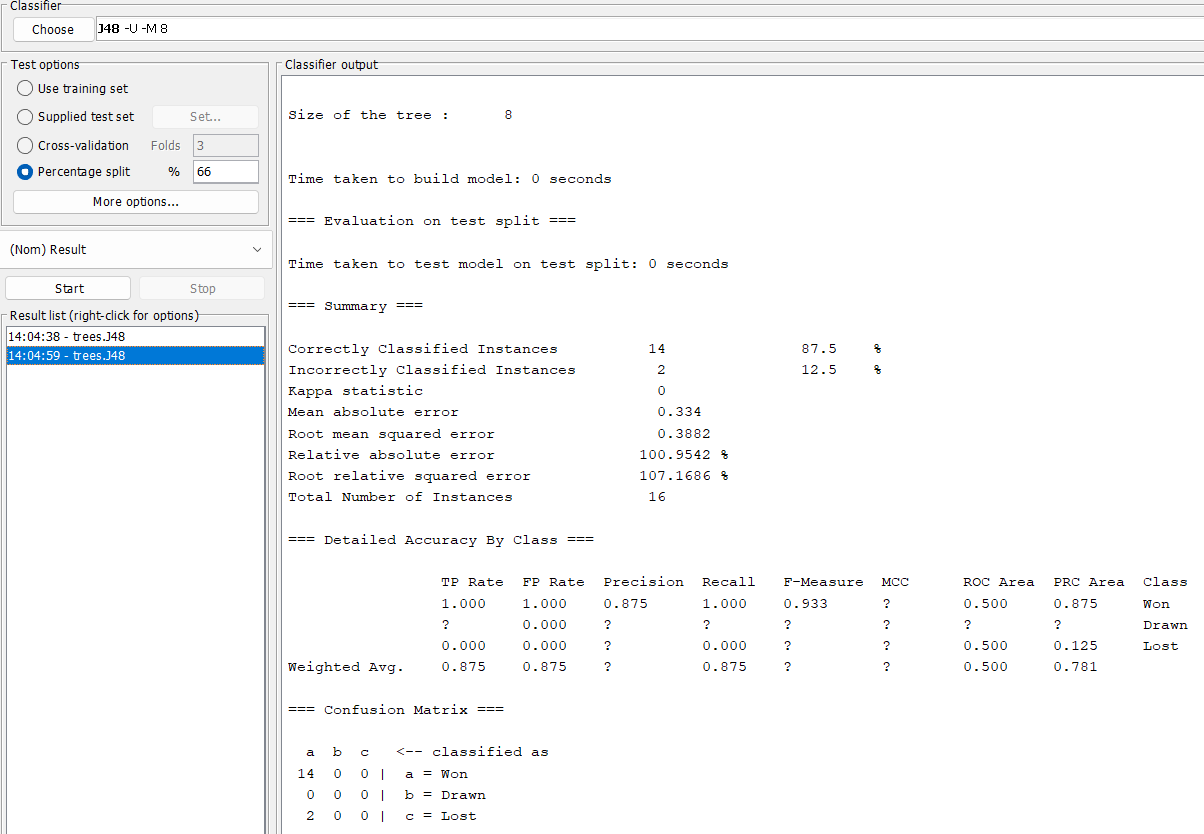 Classifier
Choose J48 -U -M 8
Test options
Use training set
Supplied test set Set...
Cross-validation Folds 3
Percentage split % 66
More options...
(Nom) Result
Start Stop
Result list (right-click for options)
14:04:38 - trees.J48
14:04:59 - trees.J48
Classifier output
Size of the tree : 8
Time taken to build model: 0 seconds
=== Evaluation on test split ===
Time taken to test model on test split: 0 seconds
=== Summary ===
Correctly Classified Instances 14 87.5 %
Incorrectly Classified Instances 2 12.5 %
Kappa statistic 0
Mean absolute error 0.334
Root mean squared error 0.3882
Relative absolute error 100.9542 %
Root relative squared error 107.1686 %
Total Number of Instances 16
=== Detailed Accuracy By Class ===
TP Rate FP Rate Precision Recall F-Measure MCC ROC Area PRC Area Class
1.000 1.000 0.875 1.000 0.933 ? 0.500 0.875 Won
? 0.000 ? ? ? ? ? ? Drawn
0.000 0.000 ? 0.000 ? ? 0.500 0.125 Lost
Weighted Avg. 0.875 0.875 ? 0.875 ? ? 0.500 0.781
=== Confusion Matrix ===
a b c <-- classified as
14 0 0 | a = Won
0 0 0 | b = Drawn
2 0 0 | c = Lost